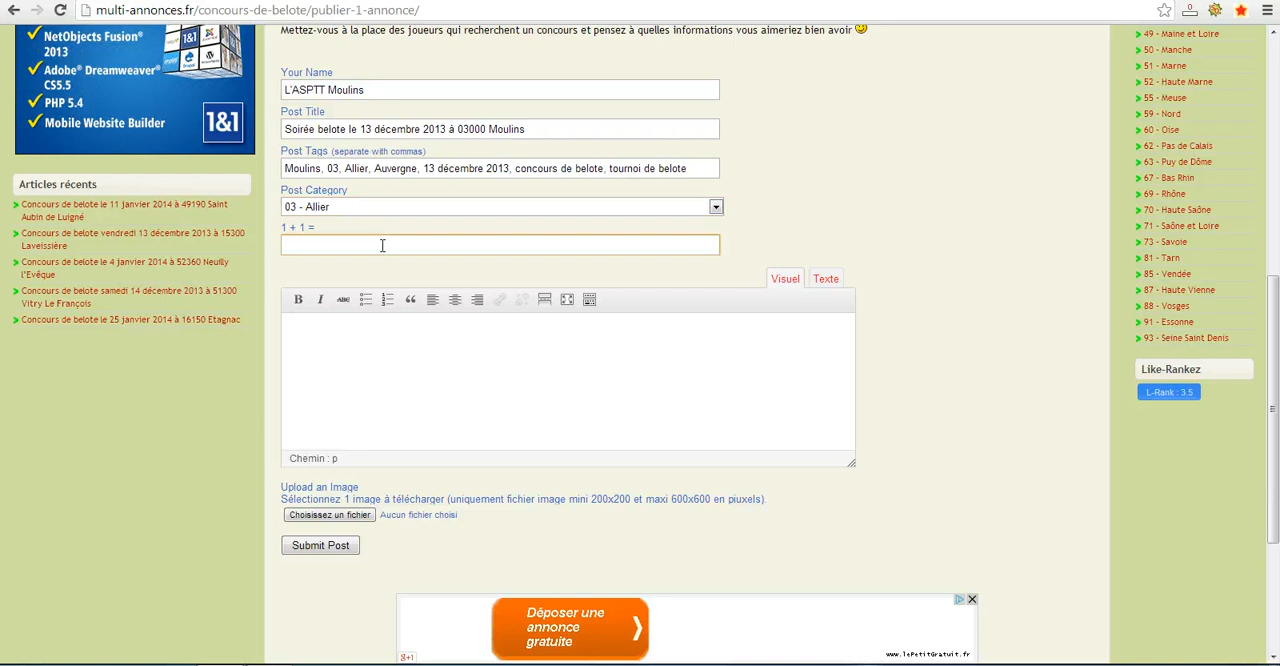 multi-annonces.fr/concours-de-belote/publier-1-annonce/
NetObjects Fusion®
2013
Adobe® Dreamweaver®
CS5.5
PHP 5.4
Mobile Website Builder
1&1
1&1
Articles récents
Concours de belote le 11 janvier 2014 à 49190 Saint
Aubin de Luigné
Concours de belote vendredi 13 décembre 2013 à 15300
Laveissière
Concours de belote le 4 janvier 2014 à 52360 Neuilly
l'Evêque
Concours de belote samedi 14 décembre 2013 à 51300
Vitry Le François
Concours de belote le 25 janvier 2014 à 16150 Etagnac
Mettez-vous à la place des joueurs qui recherchent un concours et pensez à quelles informations vous aimeriez bien avoir
Your Name
L'ASPTT Moulins
Post Title
Soirée belote le 13 décembre 2013 à 03000 Moulins
Post Tags (separate with commas)
Moulins, 03, Allier, Auvergne, 13 décembre 2013, concours de belote, tournoi de belote
Post Category
03 - Allier
1 + 1 =
Visuel
Texte
B I ABC
Chemin : p
Upload an Image
Sélectionnez 1 image à télécharger (uniquement fichier image mini 200x200 et maxi 600x600 en piuxels).
Choisissez un fichier Aucun fichier choisi
Submit Post
Déposer une
annonce
gratuite
g+1
www.lePetitGratuit.fr
49 - Maine et Loire
50 - Manche
51 - Marne
52 - Haute Marne
55 - Meuse
59 - Nord
60 - Oise
62 - Pas de Calais
63 - Puy de Dôme
67 - Bas Rhin
69 - Rhône
70 - Haute Saône
71 - Saône et Loire
73 - Savoie
81 - Tarn
85 - Vendée
87 - Haute Vienne
88 - Vosges
91 - Essonne
93 - Seine Saint Denis
Like-Rankez
L-Rank : 3.5